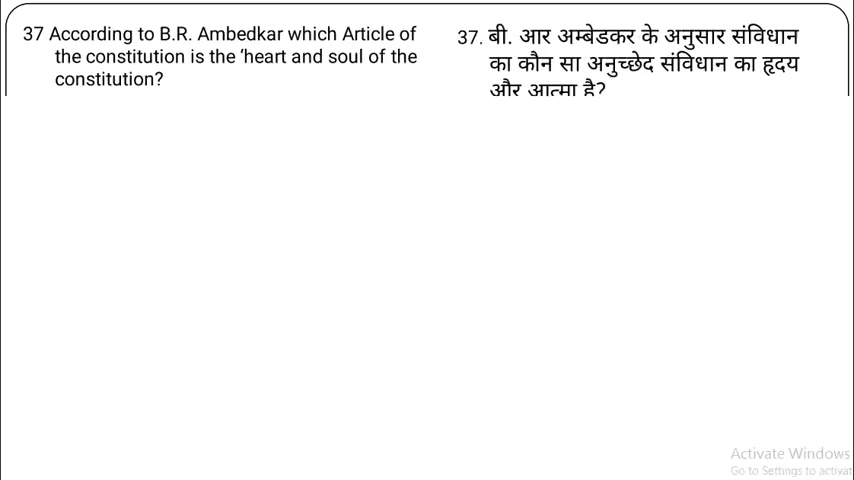 37 According to B.R. Ambedkar which Article of
the constitution is the ‘heart and soul of the
constitution?
37. बी. आर अम्बेडकर के अनुसार संविधान
का कौन सा अनुच्छेद संविधान का हृदय
और आत्मा है?
Activate Windows
Go to Settings to activat